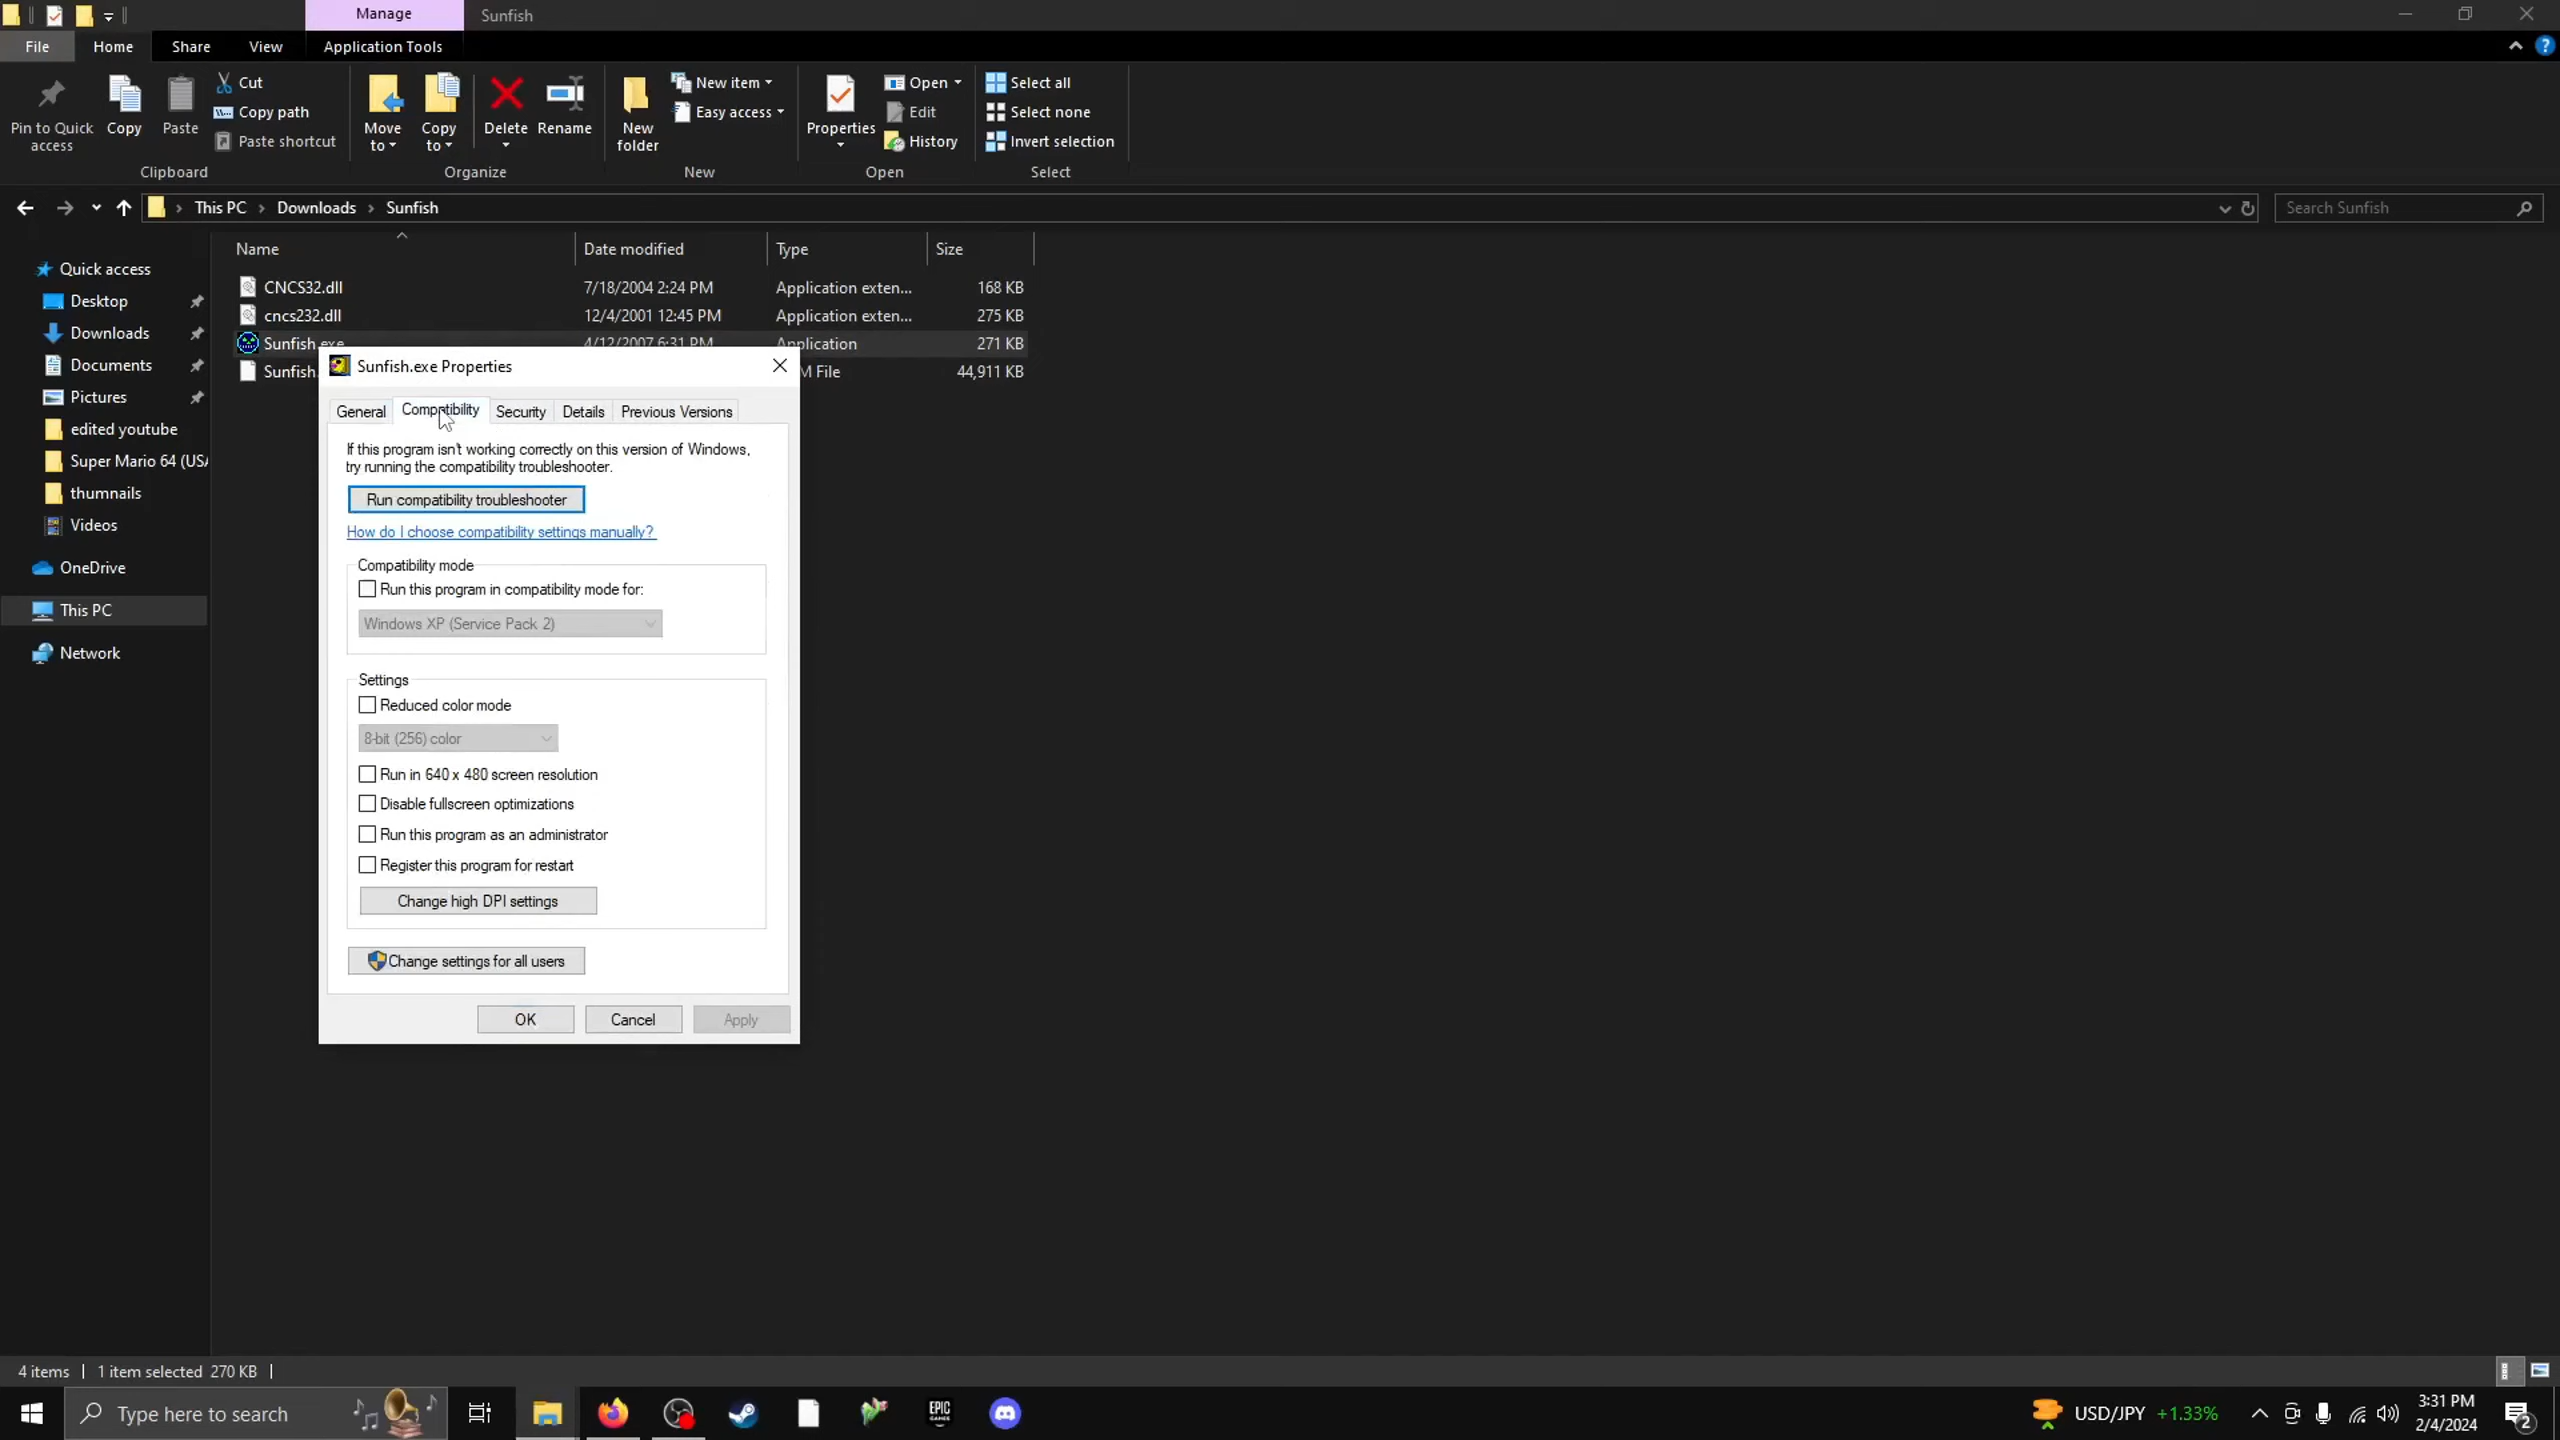 Manage
Sunfish
File
Home
Share
View
Application Tools
Pin to Quick access
Copy
Paste
Cut
Copy path
Paste shortcut
Move to
Copy to
Delete
Rename
New folder
New item
Easy access
Properties
Open
Edit
History
Select all
Select none
Invert selection
Clipboard
Organize
New
Open
Select
This PC > Downloads > Sunfish
Search Sunfish
Name
Date modified
Type
Size
CNCS32.dll 7/18/2004 2:24 PM Application exten... 168 KB
cncs232.dll 12/4/2001 12:45 PM Application exten... 275 KB
Sunfish.exe 4/12/2007 6:31 PM Application 271 KB
Sunfish. M File 44,911 KB
Quick access
Desktop
Downloads
Documents
Pictures
edited youtube
Super Mario 64 (USA
thumnails
Videos
OneDrive
This PC
Network
Sunfish.exe Properties
General
Compatibility
Security
Details
Previous Versions
If this program isn't working correctly on this version of Windows,
try running the compatibility troubleshooter.
Run compatibility troubleshooter
How do I choose compatibility settings manually?
Compatibility mode
Run this program in compatibility mode for:
Windows XP (Service Pack 2)
Settings
Reduced color mode
8-bit (256) color
Run in 640 x 480 screen resolution
Disable fullscreen optimizations
Run this program as an administrator
Register this program for restart
Change high DPI settings
Change settings for all users
OK
Cancel
Apply
4 items
1 item selected 270 KB
Type here to search
EPIC GAMES
USD/JPY +1.33%
3:31 PM
2/4/2024
2